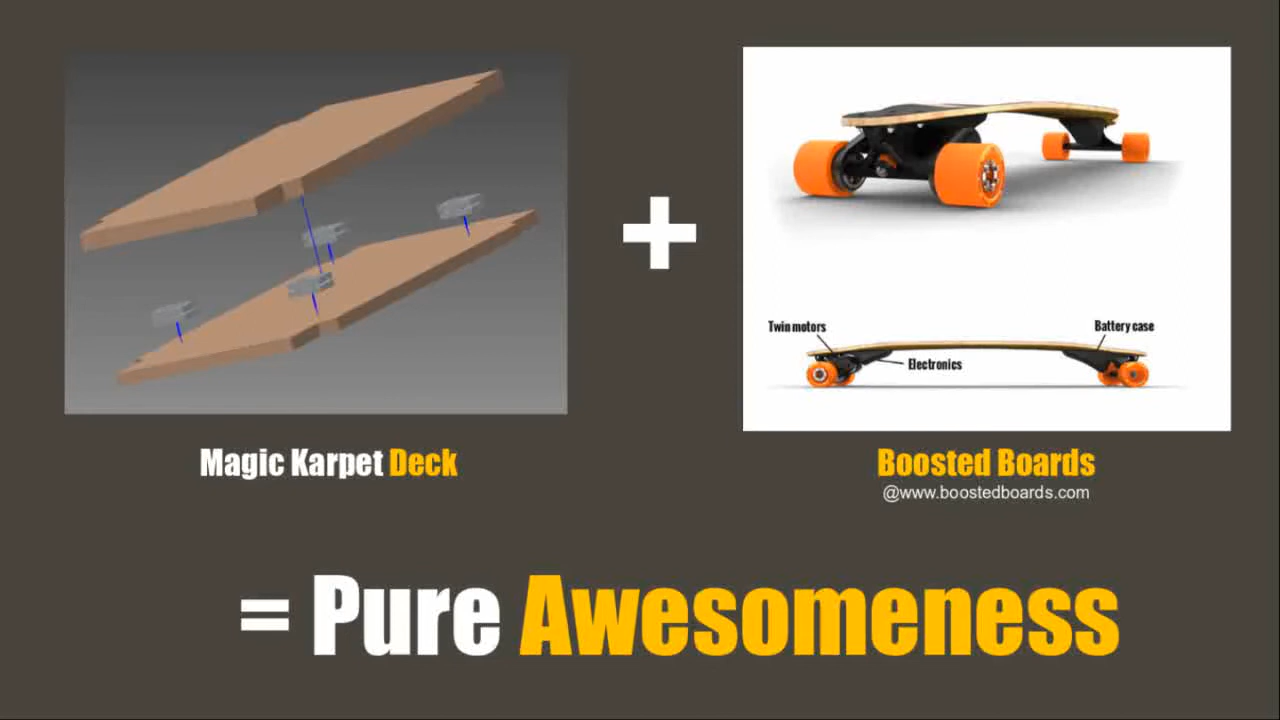 +
Twin motors
Battery case
Electronics
Magic Karpet Deck
Boosted Boards
@www.boostedboards.com
= Pure Awesomeness